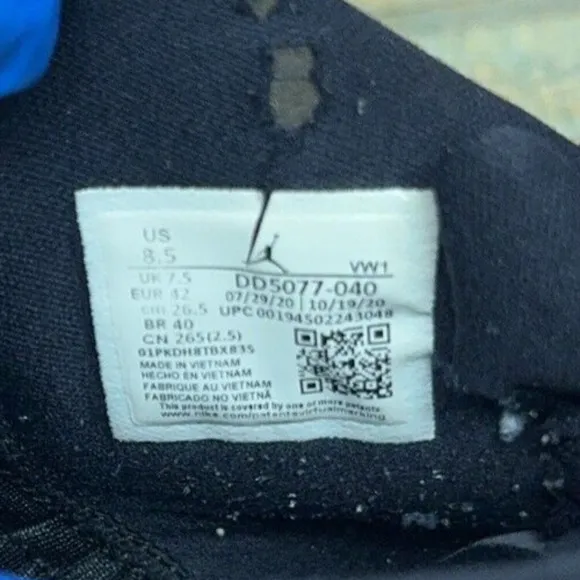 US
8.5
VW1
UK 7.5
DD5077-040
EUR 42
07/29/20 | 10/19/20
CM 26.5
UPC 00194502243048
BR 40
CN 265(2.5)
01PKDH8TBX835
MADE IN VIETNAM
HECHO EN VIETNAM
FABRIQUE AU VIETNAM
FABRICADO NO VIETNÃ
This product is covered by one or more patents
www.nike.com/patentsvirtualmarking